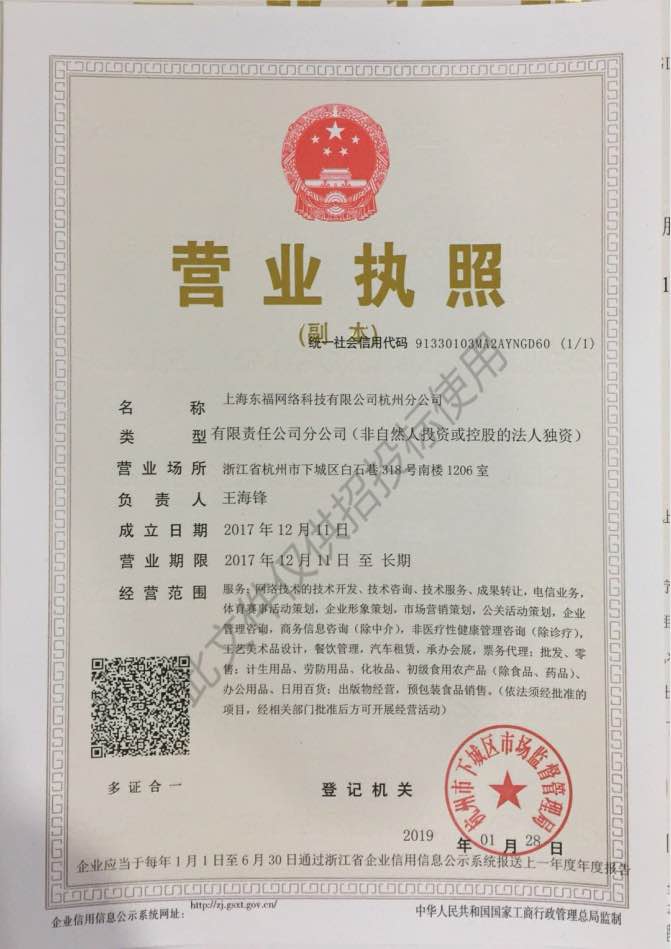 营业执照
(副 本)
统一社会信用代码 91330103MA2AYNGD60 (1/1)
名 称 上海东福网络科技有限公司杭州分公司
类 型 有限责任公司分公司（非自然人投资或控股的法人独资）
营业场所 浙江省杭州市下城区白石巷318号南楼1206室
负责人 王海锋
成立日期 2017年12月11日
营业期限 2017年12月11日 至 长期
经营范围 服务：网络技术的技术开发、技术咨询、技术服务、成果转让，电信业务，
体育赛事活动策划，企业形象策划，市场营销策划，公关活动策划，企业
管理咨询，商务信息咨询（除中介），非医疗性健康管理咨询（除诊疗），
工艺美术品设计，餐饮管理，汽车租赁，承办会展，票务代理；批发、零
售：计生用品、劳防用品、化妆品、初级食用农产品（除食品、药品）、
办公用品、日用百货；出版物经营，预包装食品销售。（依法须经批准的
项目，经相关部门批准后方可开展经营活动）
此文件仅供招投标使用
多证合一
登记机关
杭州市下城区市场监督管理局
2019 年 01 月 28 日
企业应当于每年1月1日至6月30日通过浙江省企业信用信息公示系统报送上一年度年度报告
企业信用信息公示系统网址： http://zj.gsxt.gov.cn/
中华人民共和国国家工商行政管理总局监制